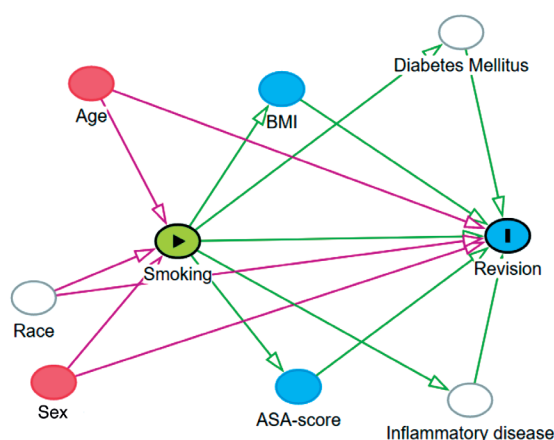 Diabetes Mellitus
Age
BMI
Smoking
Revision
Race
Sex
ASA-score
Inflammatory disease